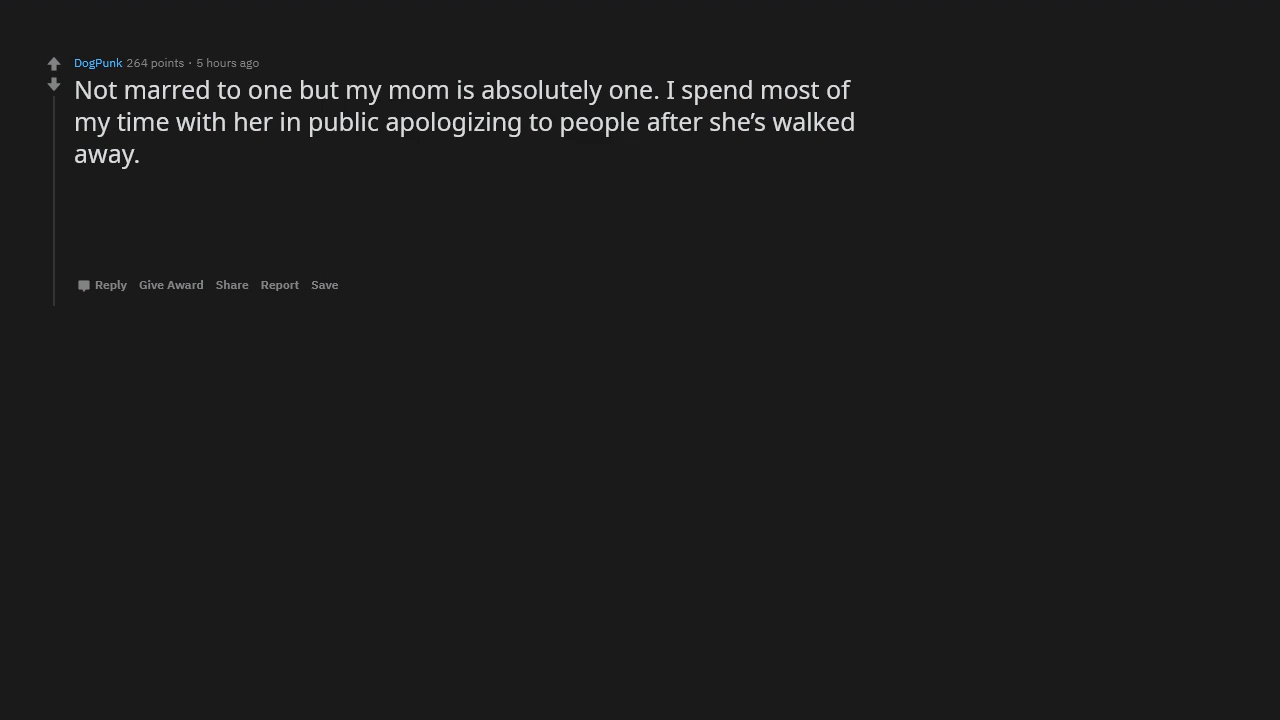 DogPunk 264 points · 5 hours ago
Not marred to one but my mom is absolutely one. I spend most of
my time with her in public apologizing to people after she’s walked
away.
Reply Give Award Share Report Save